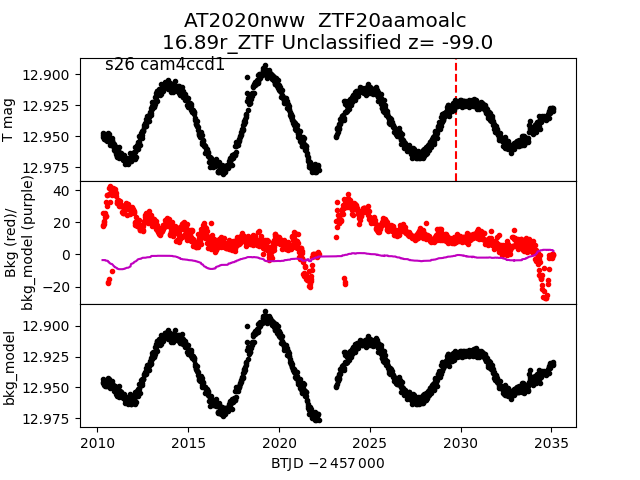 AT2020nww  ZTF20aamoalc
16.89r_ZTF Unclassified z= -99.0
s26 cam4ccd1
T mag
12.900
12.925
12.950
12.975
Bkg (red)/
bkg_model (purple)
40
20
0
−20
bkg_model
12.900
12.925
12.950
12.975
2010 2015 2020 2025 2030 2035
BTJD −2 457 000